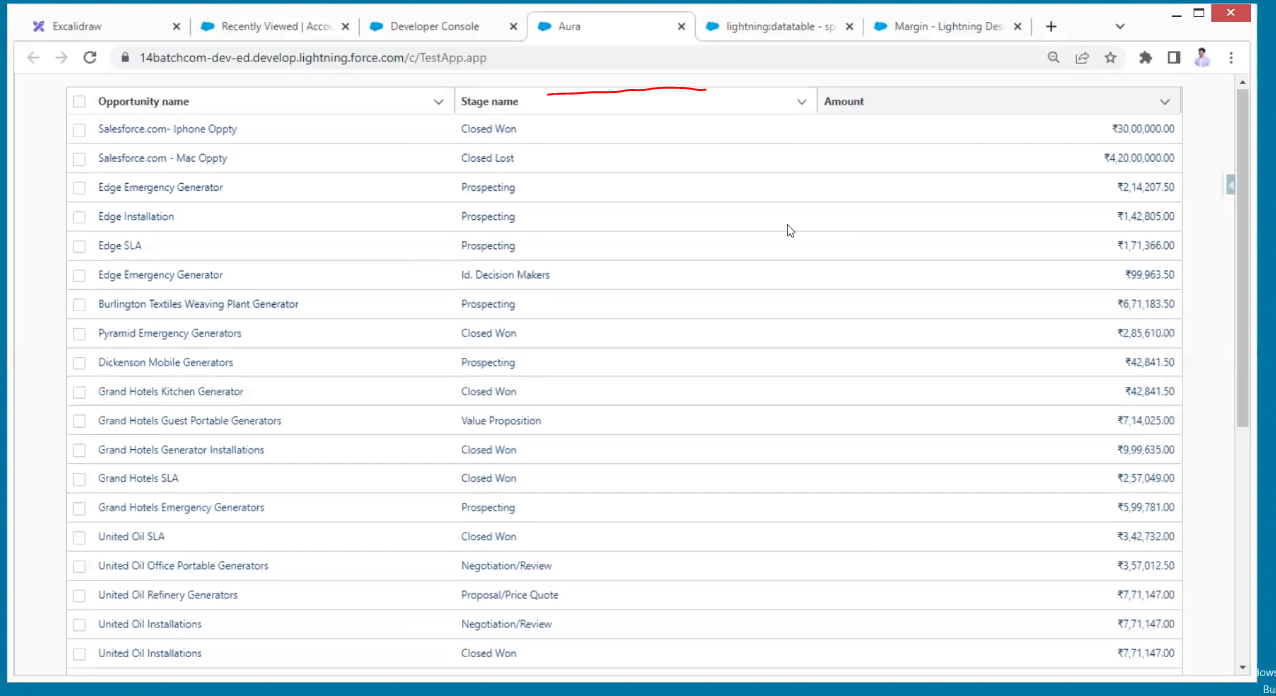 Excalidraw
Recently Viewed | Accou
Developer Console
Aura
lightning:datatable - sp
Margin - Lightning Des
14batchcom-dev-ed.develop.lightning.force.com/c/TestApp.app
Opportunity name Stage name Amount
Salesforce.com- Iphone Oppty Closed Won ₹30,00,000.00
Salesforce.com - Mac Oppty Closed Lost ₹4,20,00,000.00
Edge Emergency Generator Prospecting ₹2,14,207.50
Edge Installation Prospecting ₹1,42,805.00
Edge SLA Prospecting ₹1,71,366.00
Edge Emergency Generator Id. Decision Makers ₹99,963.50
Burlington Textiles Weaving Plant Generator Prospecting ₹6,71,183.50
Pyramid Emergency Generators Closed Won ₹2,85,610.00
Dickenson Mobile Generators Prospecting ₹42,841.50
Grand Hotels Kitchen Generator Closed Won ₹42,841.50
Grand Hotels Guest Portable Generators Value Proposition ₹7,14,025.00
Grand Hotels Generator Installations Closed Won ₹9,99,635.00
Grand Hotels SLA Closed Won ₹2,57,049.00
Grand Hotels Emergency Generators Prospecting ₹5,99,781.00
United Oil SLA Closed Won ₹3,42,732.00
United Oil Office Portable Generators Negotiation/Review ₹3,57,012.50
United Oil Refinery Generators Proposal/Price Quote ₹7,71,147.00
United Oil Installations Negotiation/Review ₹7,71,147.00
United Oil Installations Closed Won ₹7,71,147.00